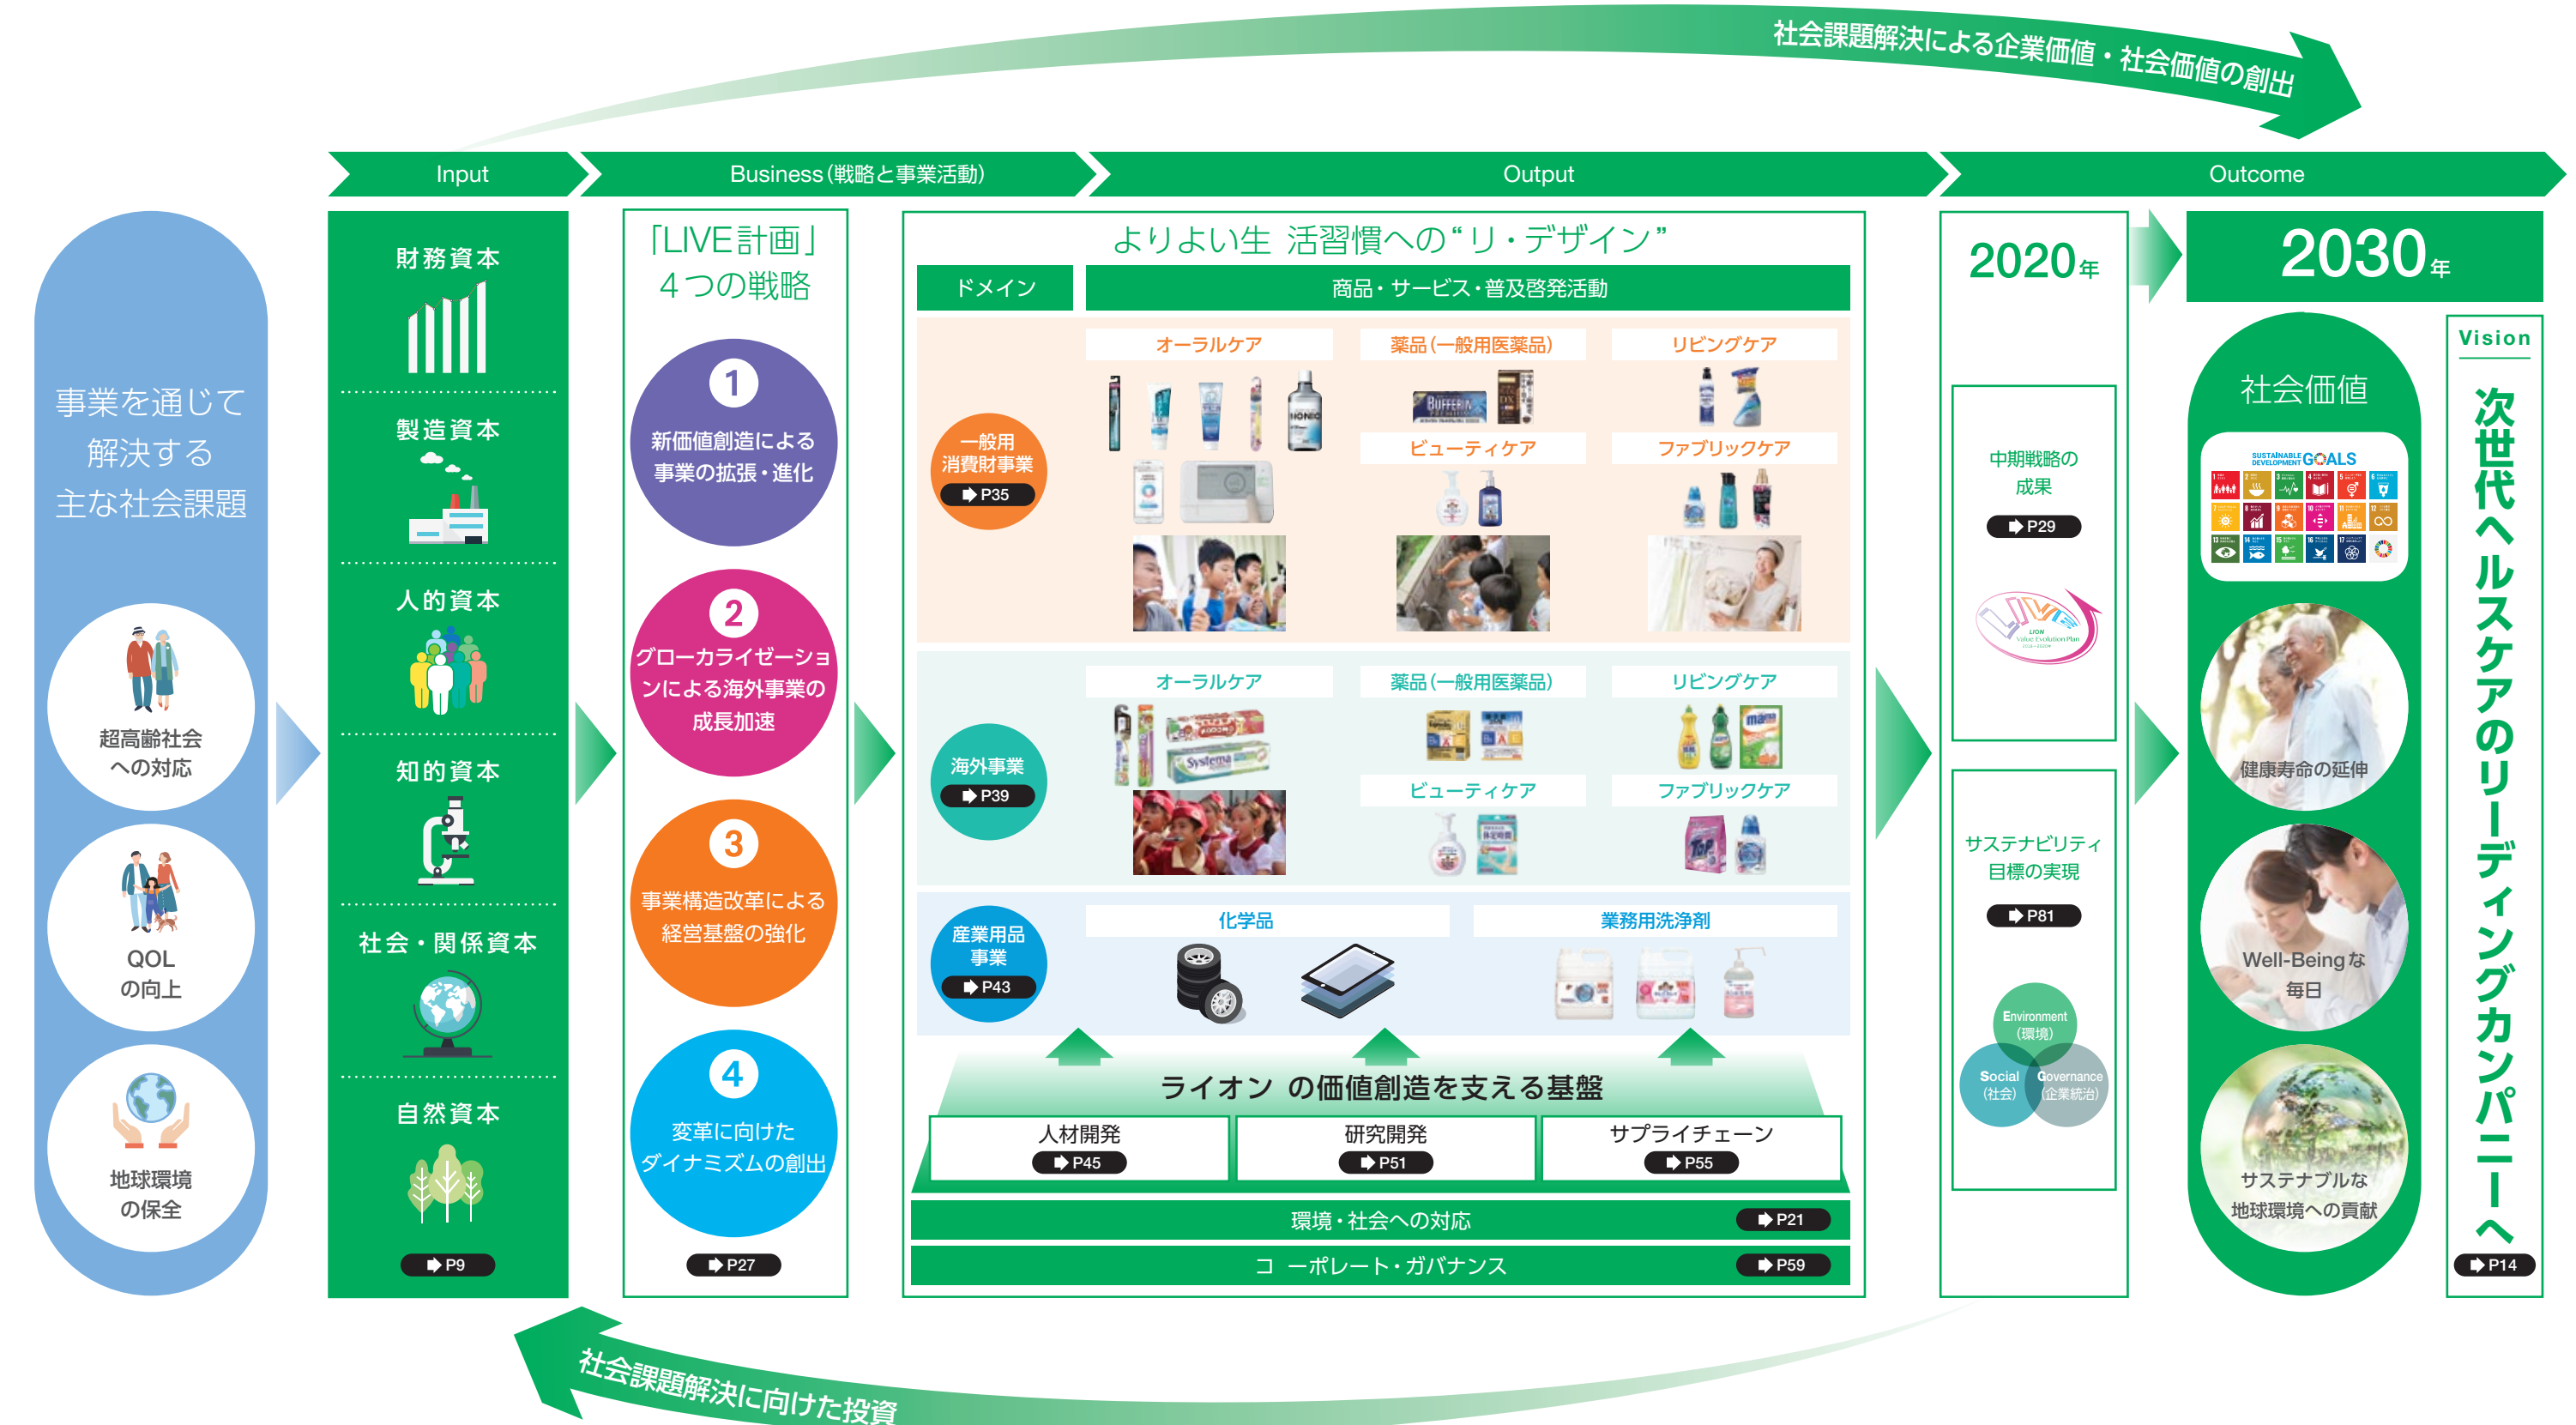 社会課題解決による企業価値・社会価値の創出
Input
Business（戦略と事業活動）
Output
Outcome
事業を通じて
解決する
主な社会課題
超高齢社会
への対応
QOL
の向上
地球環境
の保全
財務資本
製造資本
人的資本
知的資本
社会・関係資本
自然資本
P9
「LIVE計画」
4つの戦略
1
新価値創造による
事業の拡張・進化
2
グローカライゼーショ
ンによる海外事業の
成長加速
3
事業構造改革による
経営基盤の強化
4
変革に向けた
ダイナミズムの創出
P27
よりよい生 活習慣への“リ・デザイン”
ドメイン
商品・サービス・普及啓発活動
一般用
消費財事業
P35
オーラルケア
薬品（一般用医薬品）
リビングケア
BUFFERIN
ビューティケア
ファブリックケア
海外事業
P39
オーラルケア
薬品（一般用医薬品）
リビングケア
Systema
mama
ビューティケア
ファブリックケア
TOP
産業用品
事業
P43
化学品
業務用洗浄剤
ライオン の価値創造を支える基盤
人材開発
P45
研究開発
P51
サプライチェーン
P55
環境・社会への対応
P21
コ ーポレート・ガバナンス
P59
2020年
中期戦略の
成果
P29
LIVE
LION
Value Evolution Plan
サステナビリティ
目標の実現
P81
Environment
（環境）
Social
（社会）
Governance
（企業統治）
2030年
社会価値
SUSTAINABLE
DEVELOPMENT GOALS
健康寿命の延伸
Well-Beingな
毎日
サステナブルな
地球環境への貢献
Vision
次世代ヘルスケアのリーディングカンパニーへ
P14
社会課題解決に向けた投資